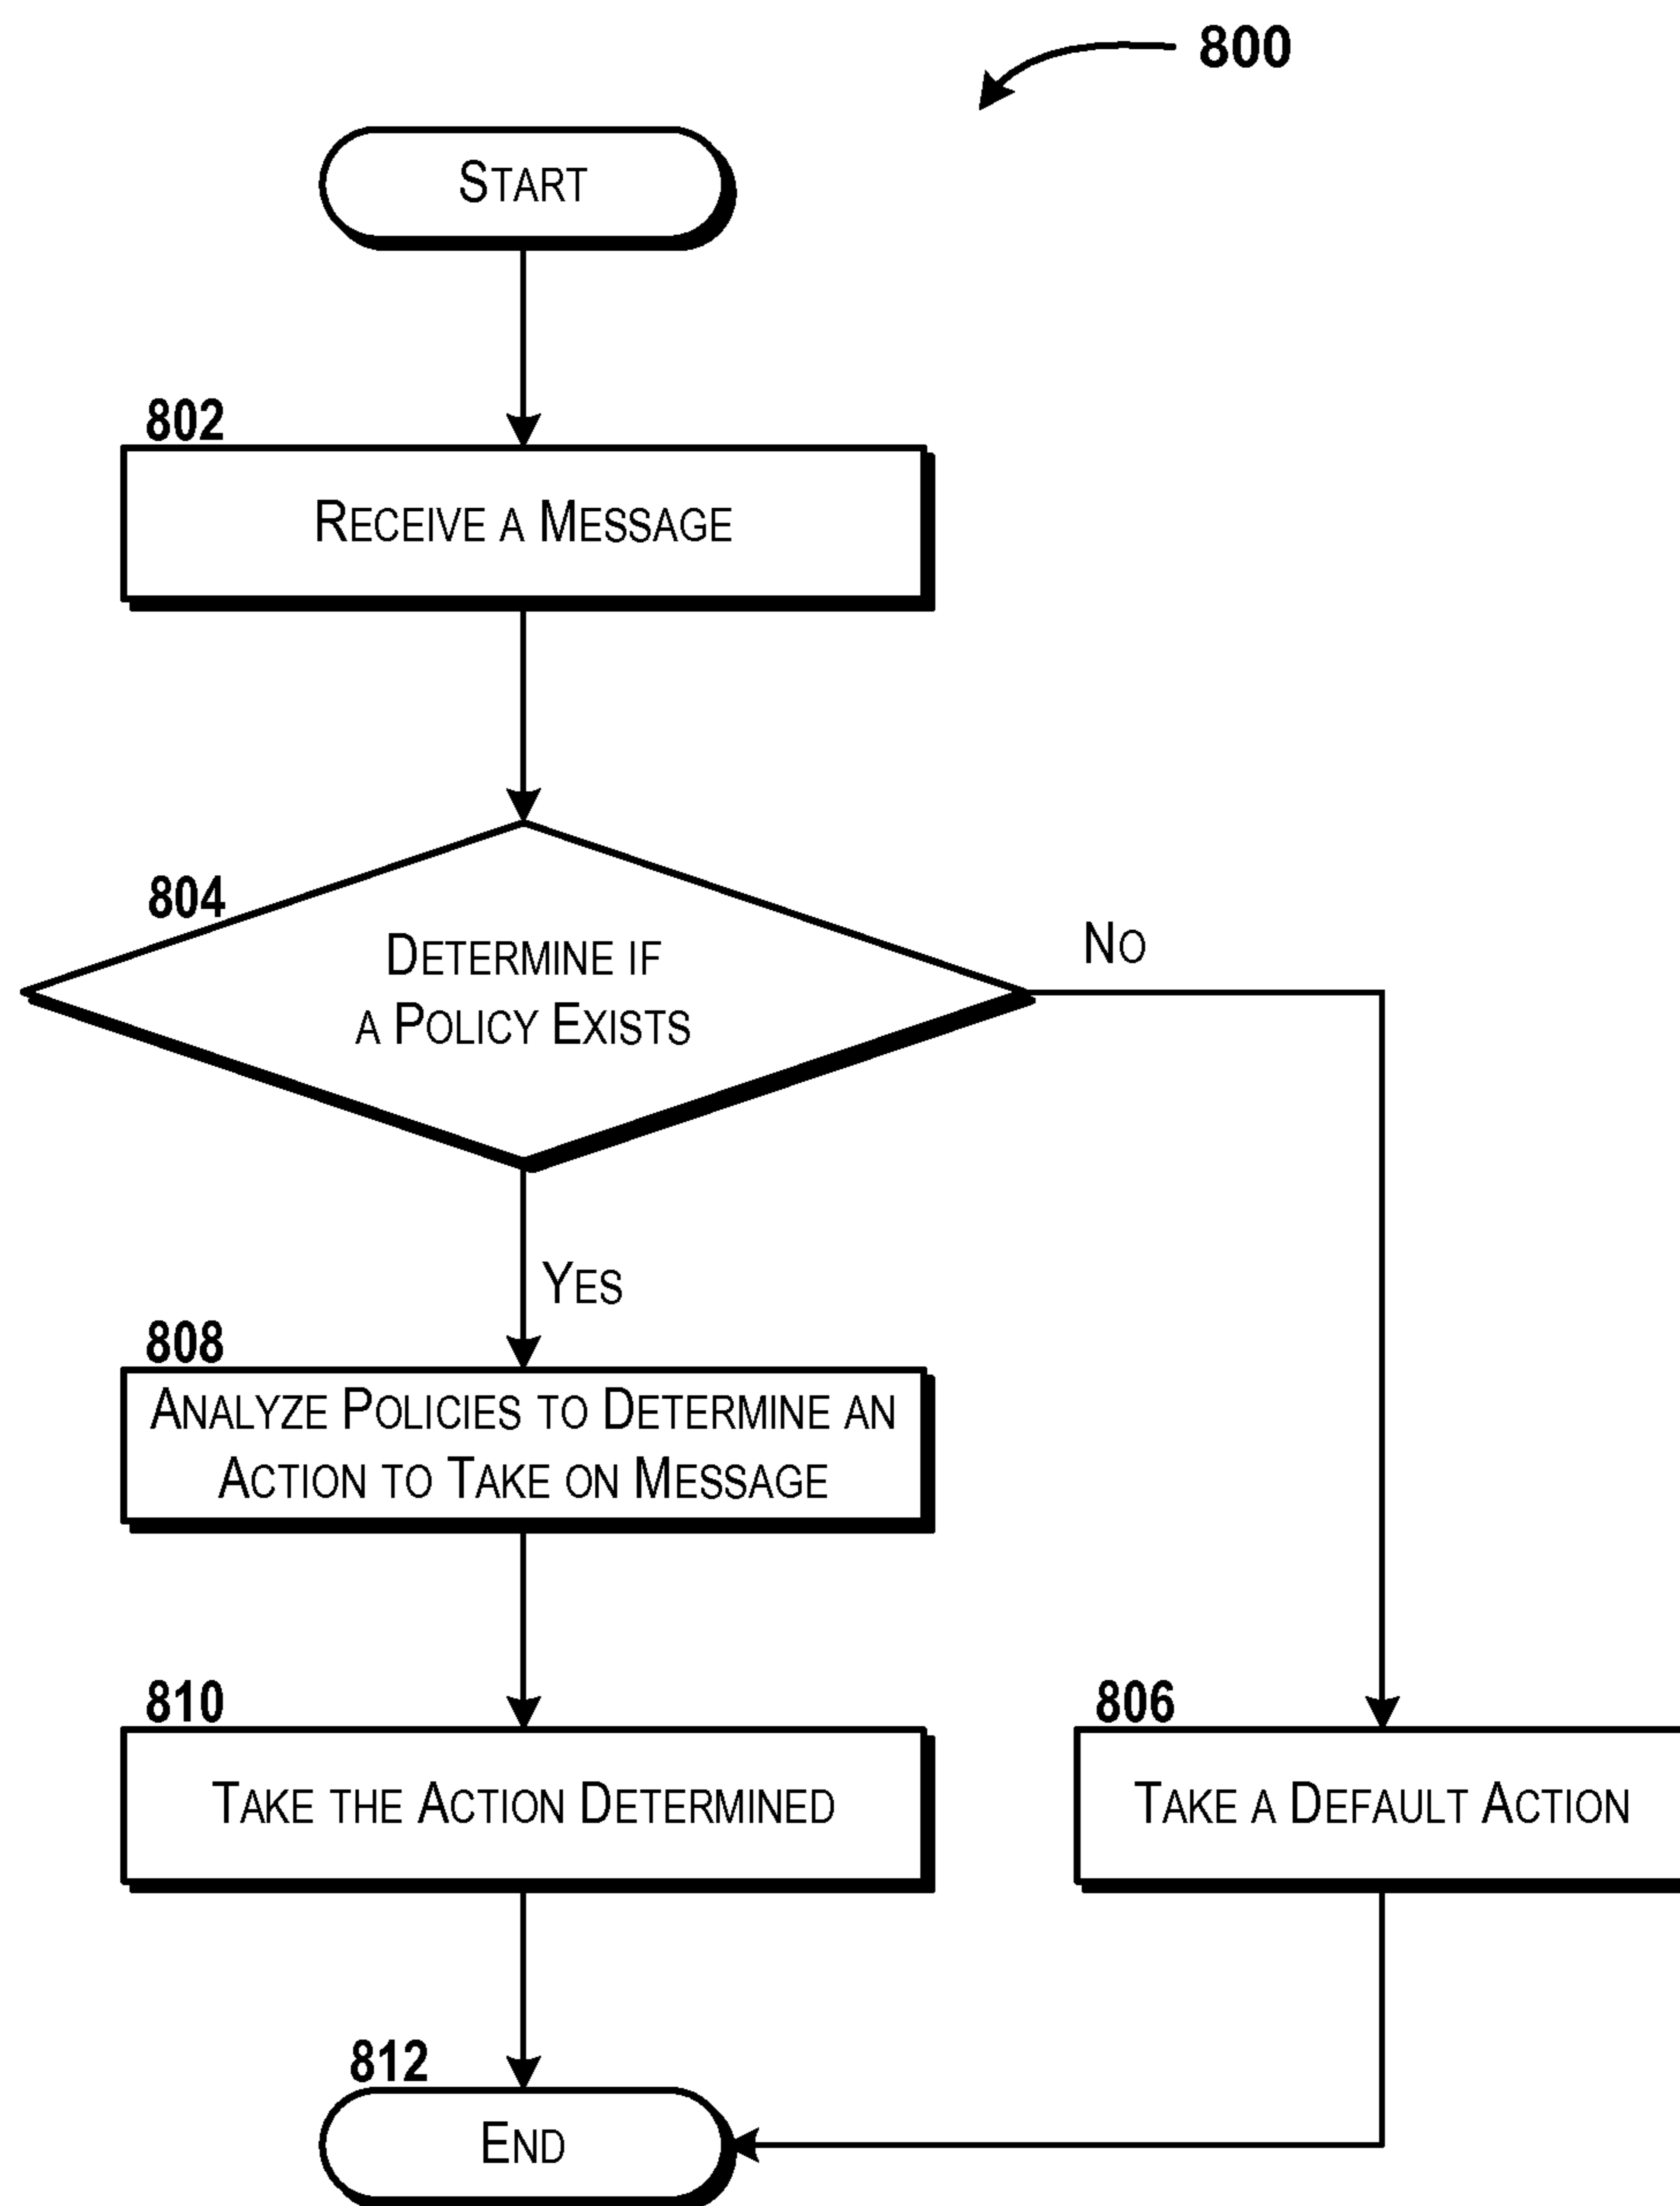 800
START
802
RECEIVE A MESSAGE
804
DETERMINE IF
A POLICY EXISTS
NO
YES
808
ANALYZE POLICIES TO DETERMINE AN
ACTION TO TAKE ON MESSAGE
810
TAKE THE ACTION DETERMINED
806
TAKE A DEFAULT ACTION
812
END